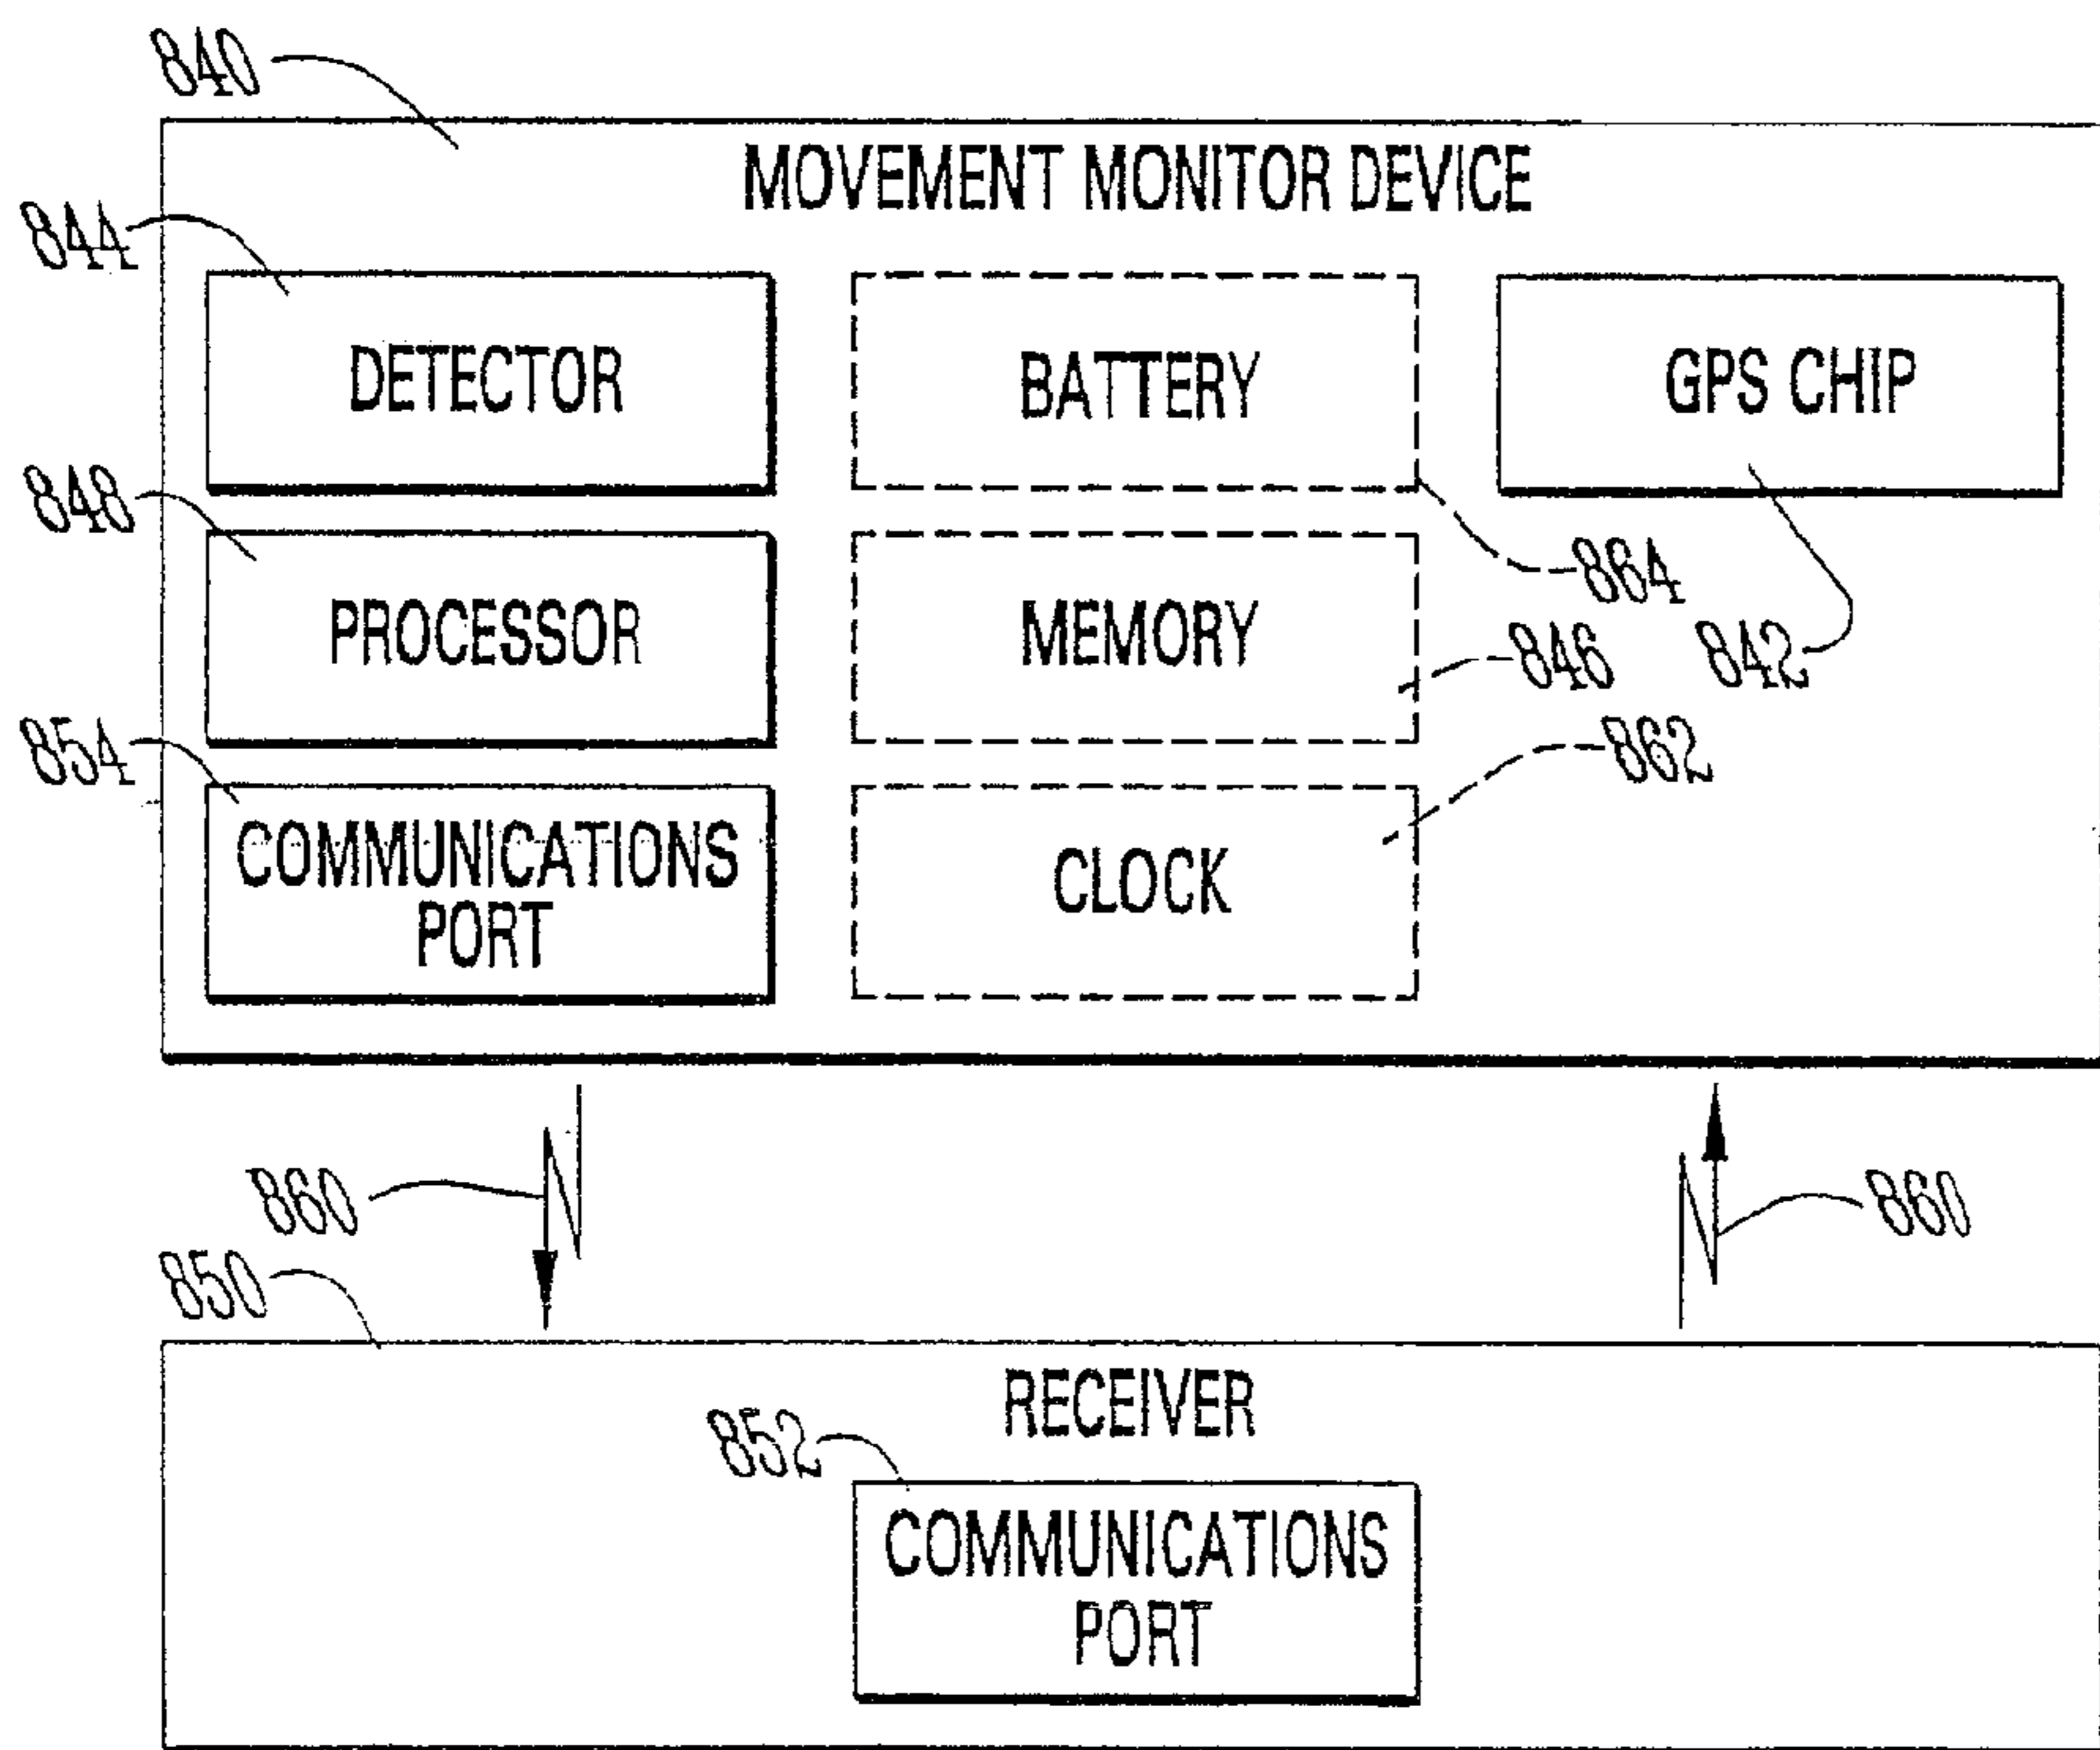 840
MOVEMENT MONITOR DEVICE
844
DETECTOR
BATTERY
GPS CHIP
848
864
PROCESSOR
MEMORY
846
842
854
862
COMMUNICATIONS
PORT
CLOCK
860
860
850
RECEIVER
852
COMMUNICATIONS
PORT